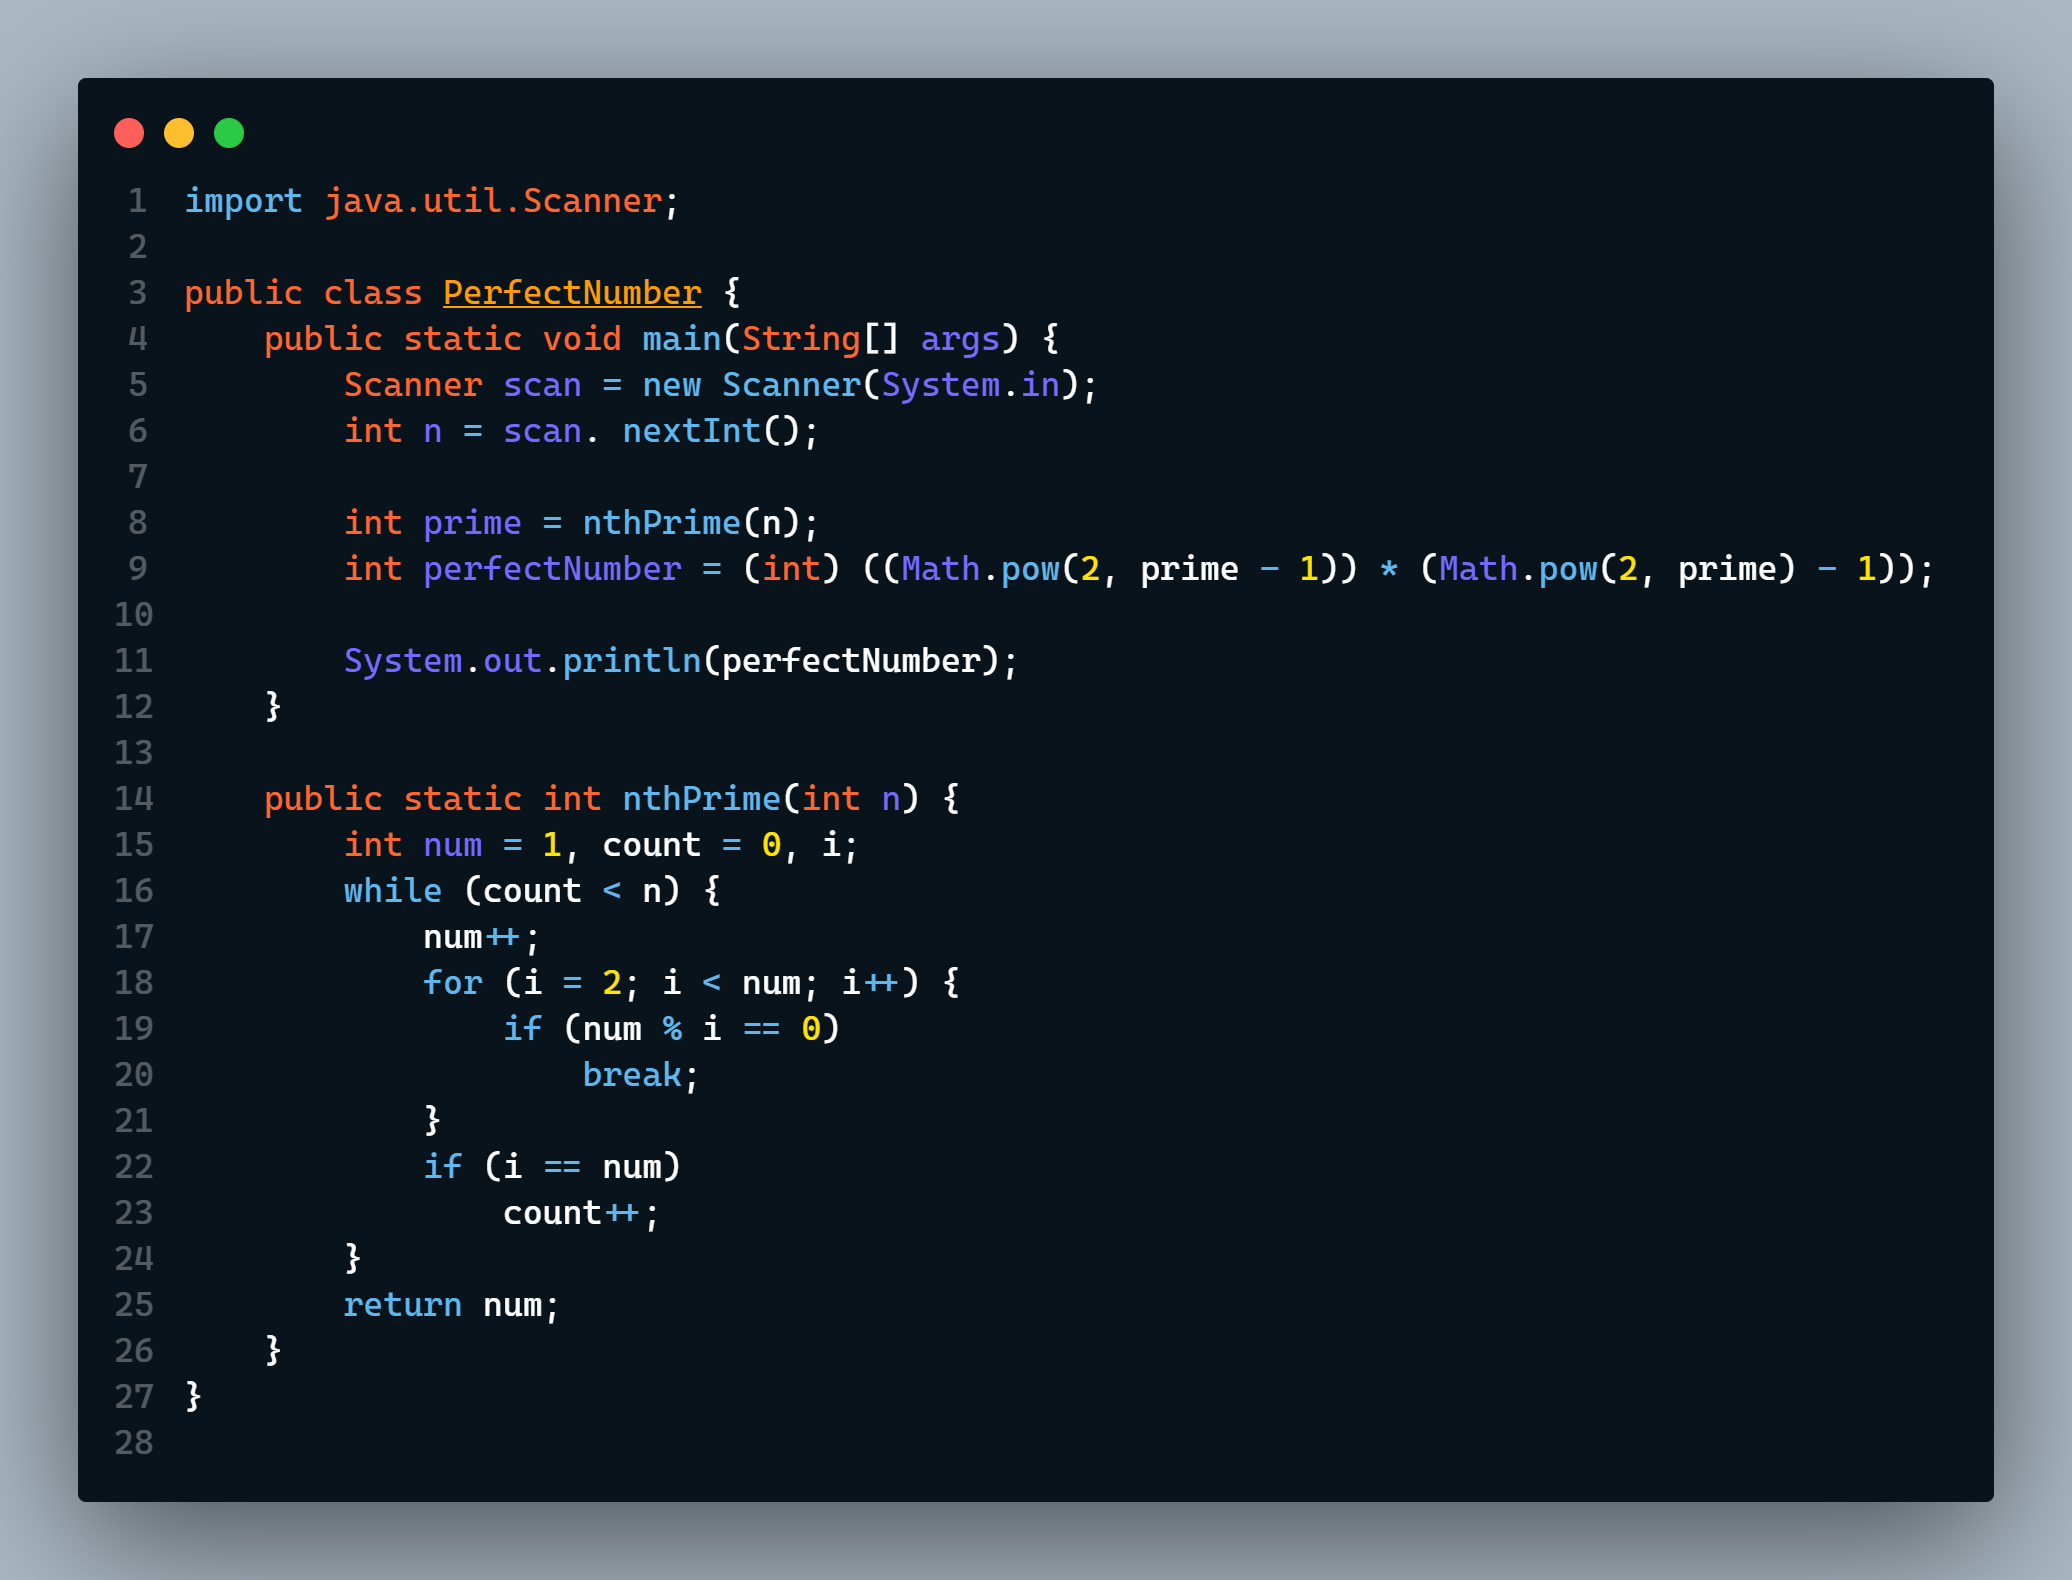 1 import java.util.Scanner;
2
3 public class PerfectNumber {
4     public static void main(String[] args) {
5         Scanner scan = new Scanner(System.in);
6         int n = scan. nextInt();
7
8         int prime = nthPrime(n);
9         int perfectNumber = (int) ((Math.pow(2, prime - 1)) * (Math.pow(2, prime) - 1));
10
11         System.out.println(perfectNumber);
12     }
13
14     public static int nthPrime(int n) {
15         int num = 1, count = 0, i;
16         while (count < n) {
17             num++;
18             for (i = 2; i < num; i++) {
19                 if (num % i == 0)
20                     break;
21             }
22             if (i == num)
23                 count++;
24         }
25         return num;
26     }
27 }
28